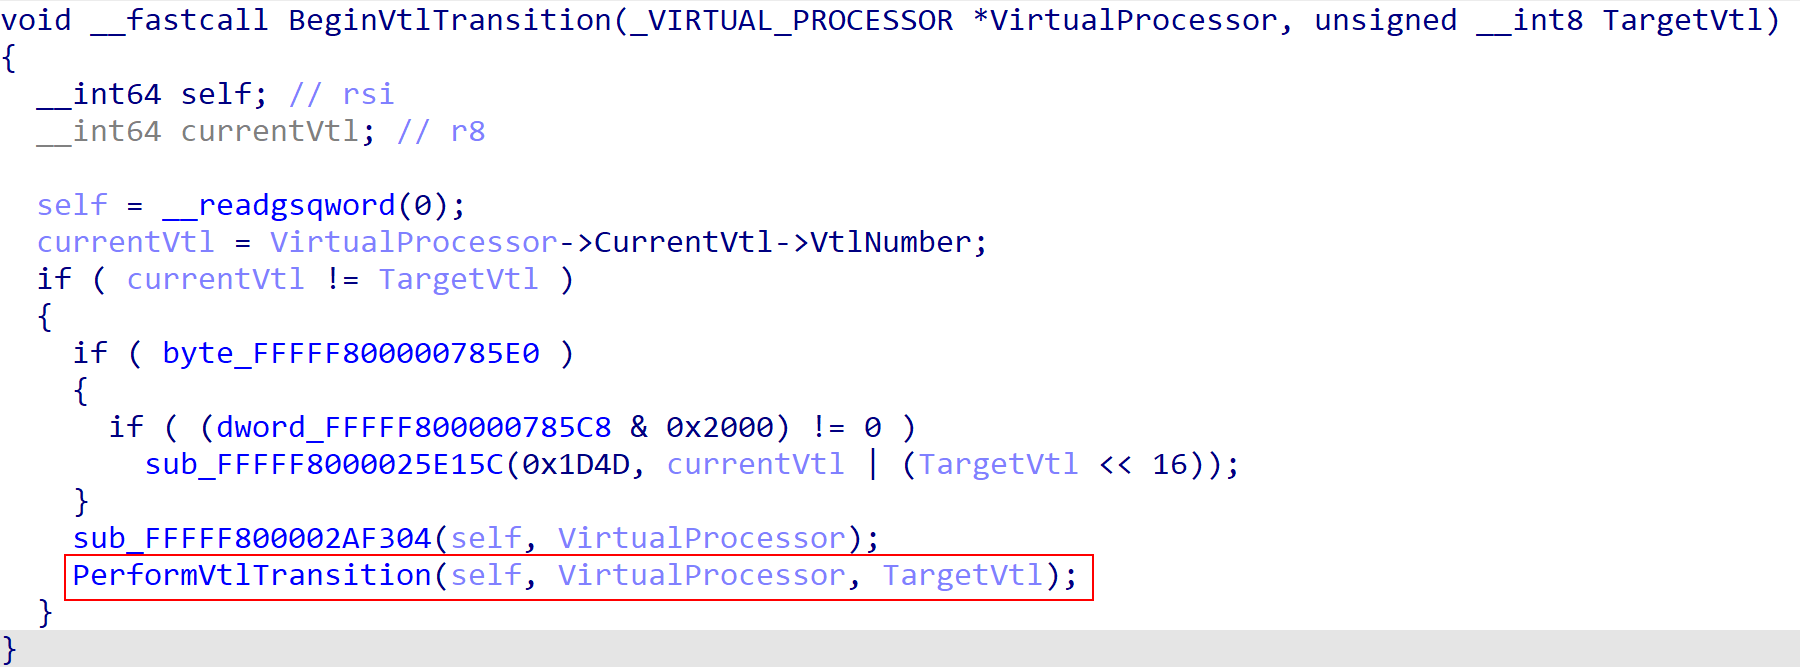 void __fastcall BeginVtlTransition(_VIRTUAL_PROCESSOR *VirtualProcessor, unsigned __int8 TargetVtl)
{
  __int64 self; // rsi
  __int64 currentVtl; // r8

  self = __readgsqword(0);
  currentVtl = VirtualProcessor->CurrentVtl->VtlNumber;
  if ( currentVtl != TargetVtl )
  {
    if ( byte_FFFFF800000785E0 )
    {
      if ( (dword_FFFFF800000785C8 & 0x2000) != 0 )
        sub_FFFFF8000025E15C(0x1D4D, currentVtl | (TargetVtl << 16));
    }
    sub_FFFFF800002AF304(self, VirtualProcessor);
    PerformVtlTransition(self, VirtualProcessor, TargetVtl);
  }
}